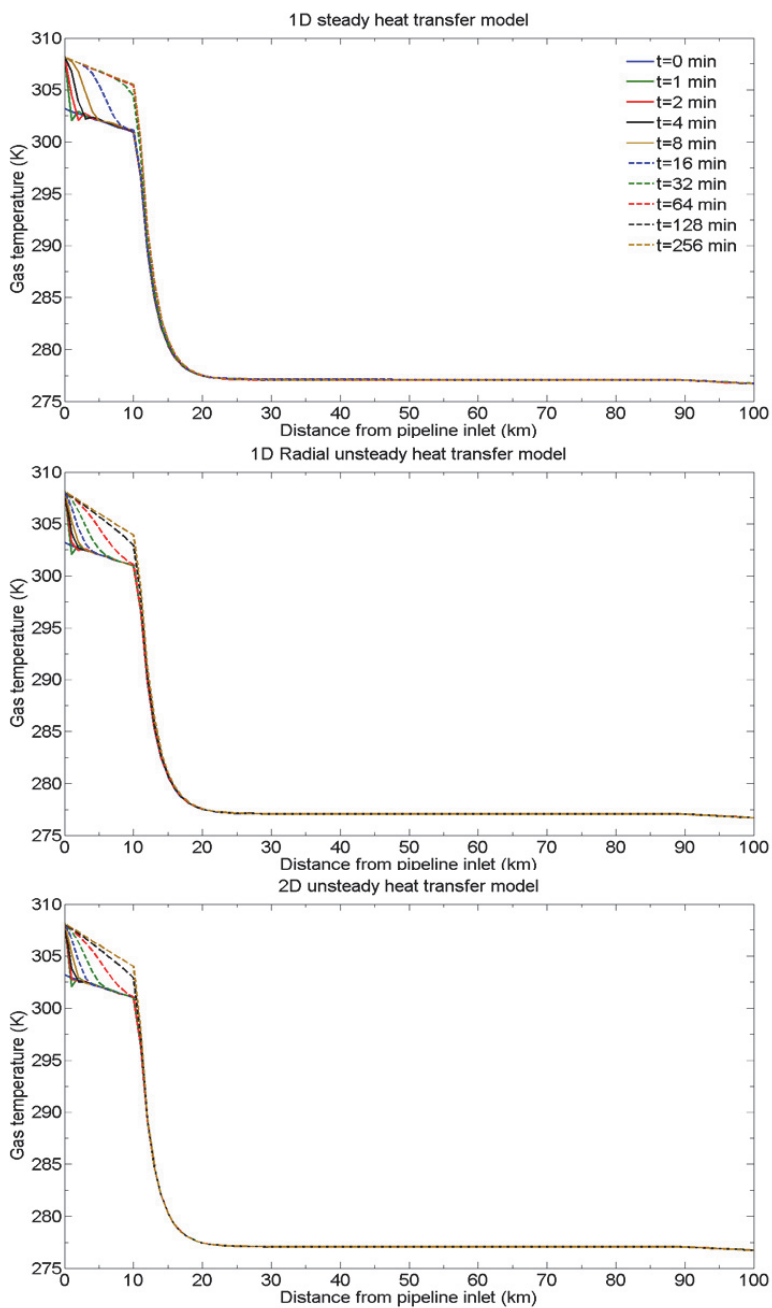 1D steady heat transfer model
310
305
300
295
290
285
280
275
Gas temperature (K)
t=0 min
t=1 min
t=2 min
t=4 min
t=8 min
t=16 min
t=32 min
t=64 min
t=128 min
t=256 min
0 10 20 30 40 50 60 70 80 90 100
Distance from pipeline inlet (km)
1D Radial unsteady heat transfer model
310
305
300
295
290
285
280
275
Gas temperature (K)
0 10 20 30 40 50 60 70 80 90 100
Distance from pipeline inlet (km)
2D unsteady heat transfer model
310
305
300
295
290
285
280
275
Gas temperature (K)
0 10 20 30 40 50 60 70 80 90 100
Distance from pipeline inlet (km)